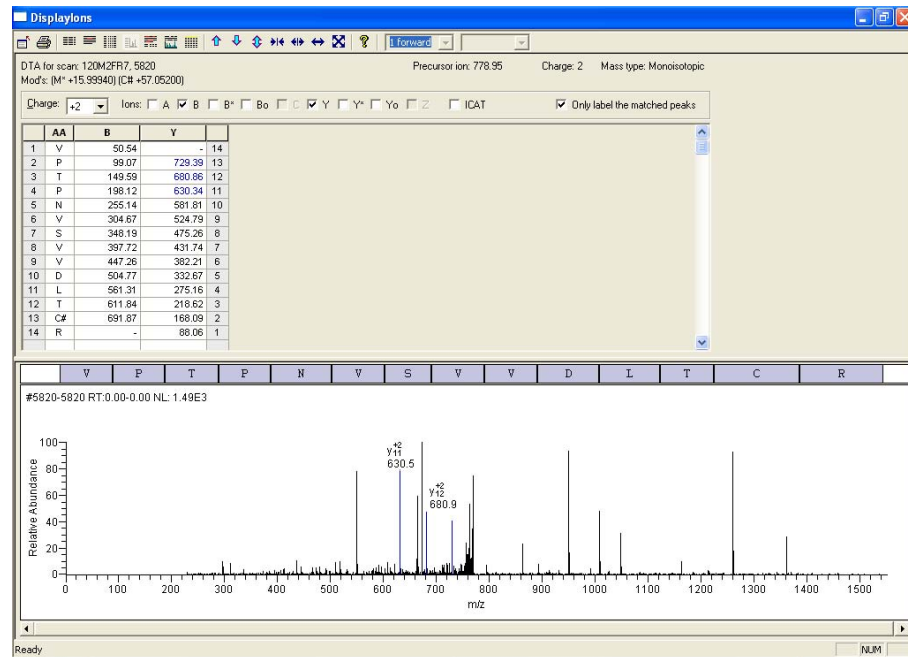 DisplayIons
1 forward
DTA for scan: 120M2FR7, 5820 Precursor ion: 778.95 Charge: 2 Mass type: Monoisotopic
Mod's: (M* +15.99940) (C# +57.05200)
Charge: +2 Ions: A B B* Bo C Y Y* Yo Z ICAT Only label the matched peaks
AA B Y
1 V 50.54 - 14
2 P 99.07 729.39 13
3 T 149.59 680.86 12
4 P 198.12 630.34 11
5 N 255.14 581.81 10
6 V 304.67 524.79 9
7 S 348.19 475.26 8
8 V 397.72 431.74 7
9 V 447.26 382.21 6
10 D 504.77 332.67 5
11 L 561.31 275.16 4
12 T 611.84 218.62 3
13 C# 691.87 168.09 2
14 R - 88.06 1
V P T P N V S V V D L T C R
#5820-5820 RT:0.00-0.00 NL: 1.49E3
100
80
60
40
20
0
Relative Abundance
y11 +2
630.5
y12 +2
680.9
0 100 200 300 400 500 600 700 800 900 1000 1100 1200 1300 1400 1500
m/z
Ready NUM